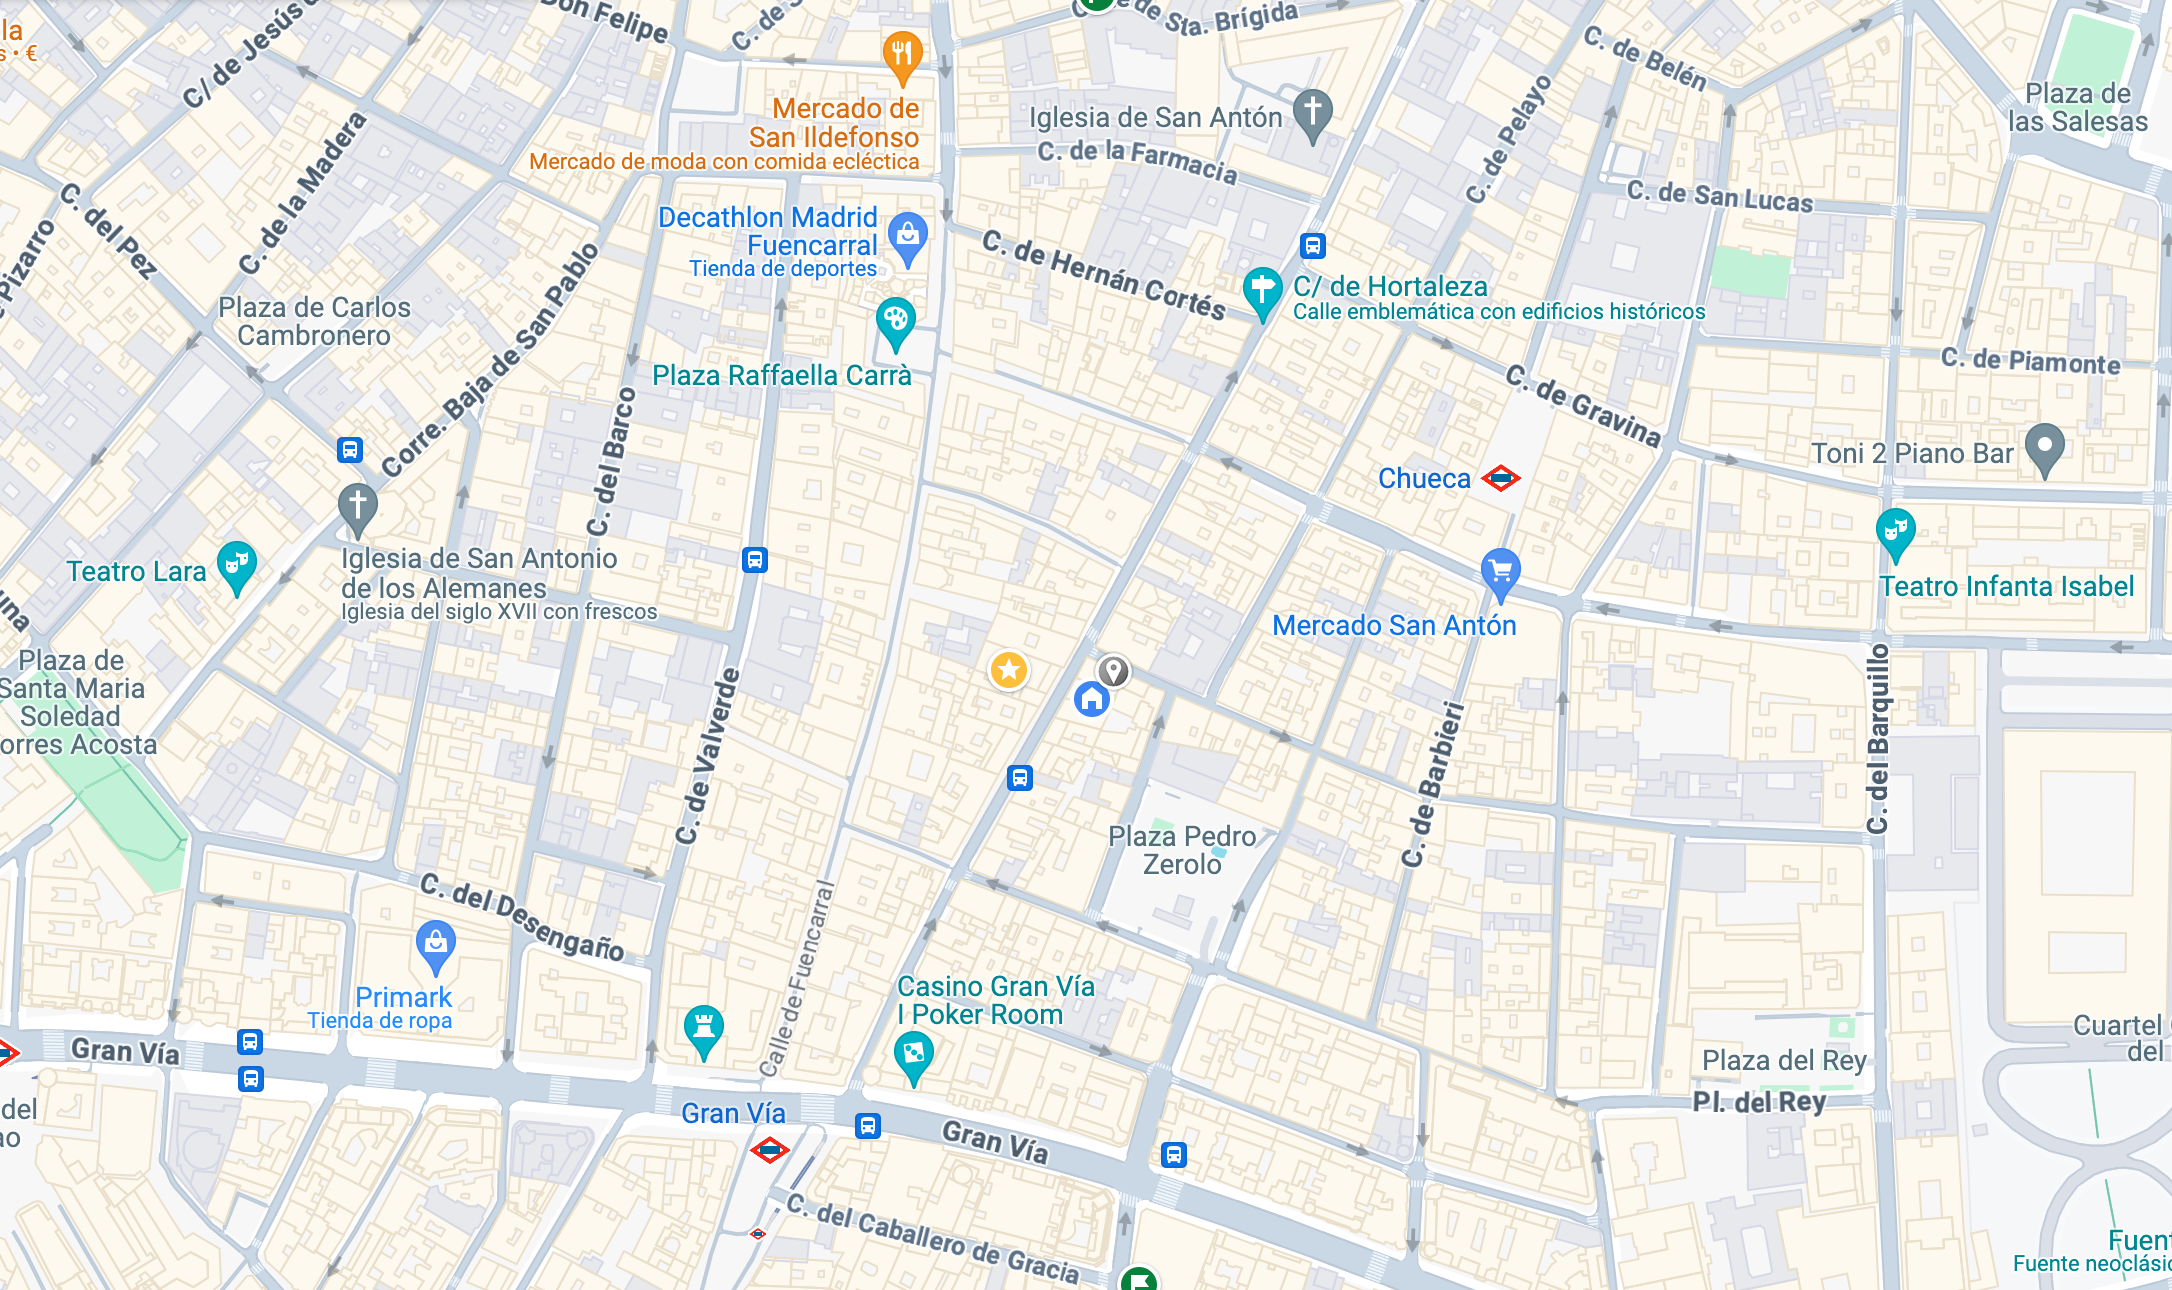 la
s • €
C/ de Jesús
Don Felipe
C. de S
C de Sta. Brígida
C. de Belén
Plaza de
las Salesas
Mercado de
San Ildefonso
Mercado de moda con comida ecléctica
Iglesia de San Antón
C. de la Farmacia
C. de Pelayo
C. de San Lucas
C. de la Madera
C. del Pez
Pizarro
Decathlon Madrid
Fuencarral
Tienda de deportes
C. de Hernán Cortés
C/ de Hortaleza
Calle emblemática con edificios históricos
Plaza de Carlos
Cambronero
Corre. Baja de San Pablo
Plaza Raffaella Carrà
C. de Gravina
C. de Piamonte
C. del Barco
Chueca
Toni 2 Piano Bar
Teatro Lara
Iglesia de San Antonio
de los Alemanes
Iglesia del siglo XVII con frescos
Mercado San Antón
Teatro Infanta Isabel
una
Plaza de
Santa Maria
Soledad
orres Acosta
C. de Valverde
C. de Barbieri
C. del Barquillo
Plaza Pedro
Zerolo
C. del Desengaño
Calle de Fuencarral
Primark
Tienda de ropa
Casino Gran Vía
I Poker Room
Gran Vía
Cuartel
del
Plaza del Rey
Pl. del Rey
del
ao
Gran Vía
Gran Vía
C. del Caballero de Gracia
Fuent
Fuente neoclásic